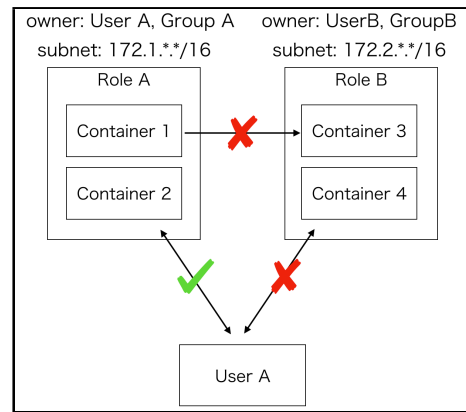 owner: User A, Group A
subnet: 172.1.*.*/16
owner: UserB, GroupB
subnet: 172.2.*.*/16
Role A
Container 1
Container 2
Role B
Container 3
Container 4
User A